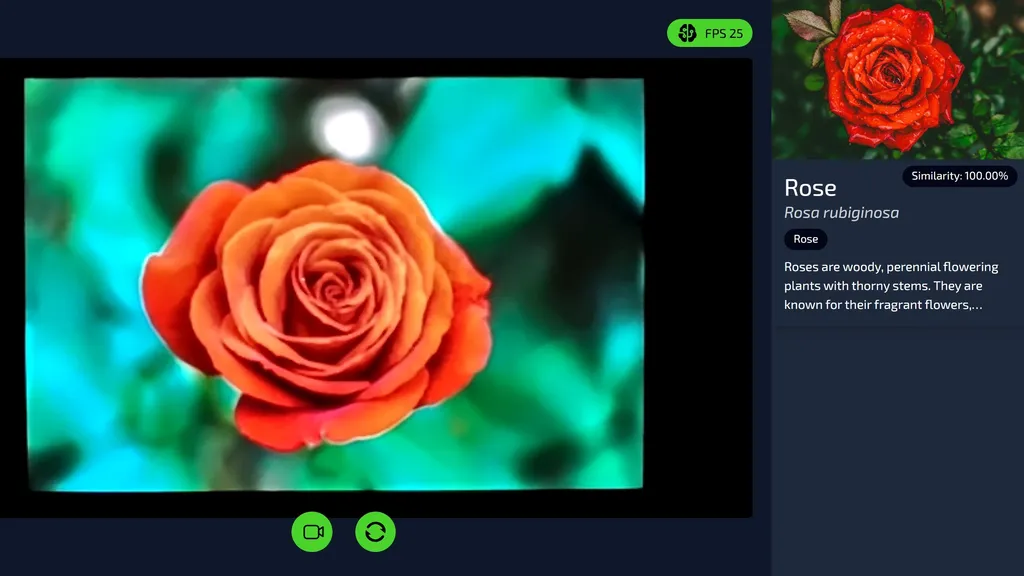 FPS 25
Similarity: 100.00%
Rose
Rosa rubiginosa
Rose
Roses are woody, perennial flowering
plants with thorny stems. They are
known for their fragrant flowers,...